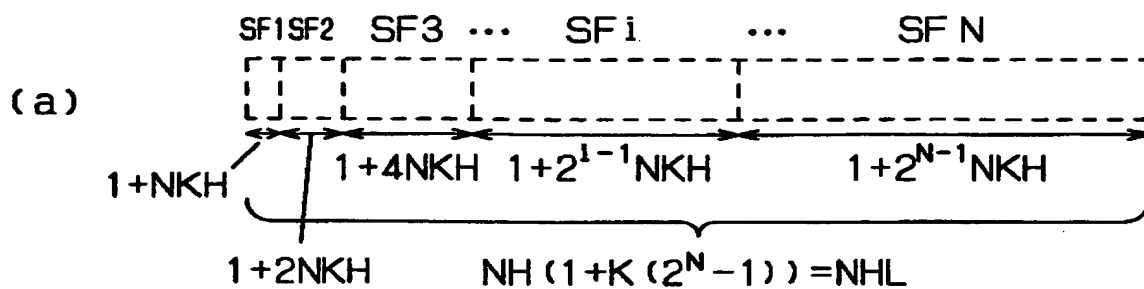 SF1 SF2 SF3 ··· SFi ··· SFN
(a)
1+NKH 1+4NKH 1+2^{i-1}NKH 1+2^{N-1}NKH
1+2NKH NH(1+K(2^N-1))=NHL